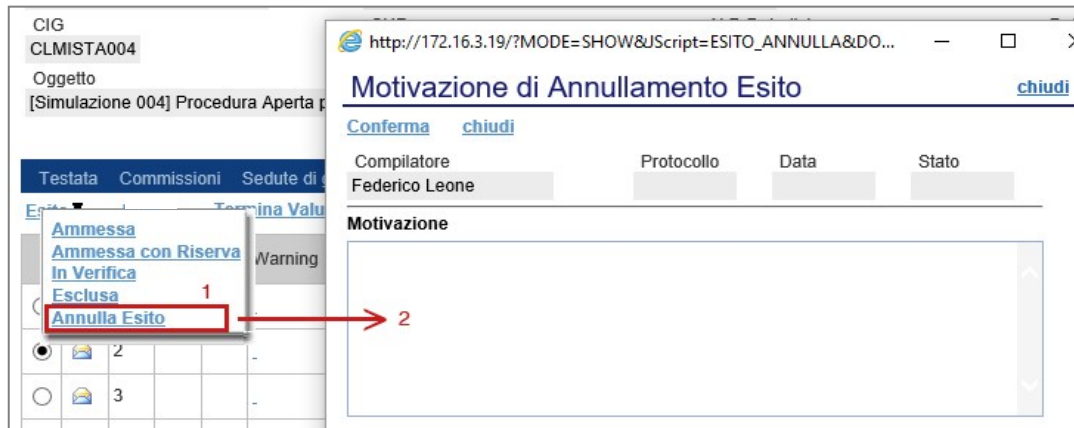 CIG
CLMISTA004
Oggetto
[Simulazione 004] Procedura Aperta p
Testata Commissioni Sedute di
Termina Valu
Ammessa
Ammessa con Riserva
In Verifica
Esclusa
Annulla Esito
1
Warning
2
3
http://172.16.3.19/?MODE=SHOW&JScript=ESITO_ANNULLA&DO...
Motivazione di Annullamento Esito chiudi
Conferma chiudi
Compilatore Protocollo Data Stato
Federico Leone
Motivazione
2